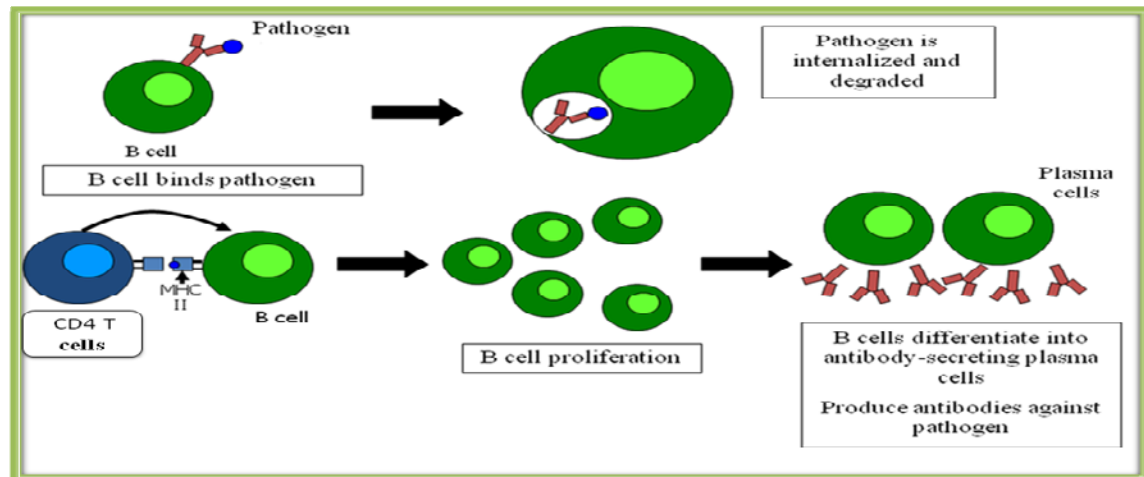 Pathogen
Pathogen is
internalized and
degraded
B cell
B cell binds pathogen
Plasma
cells
MHC
II
B cell
CD4 T
cells
B cell proliferation
B cells differentiate into
antibody-secreting plasma
cells
Produce antibodies against
pathogen